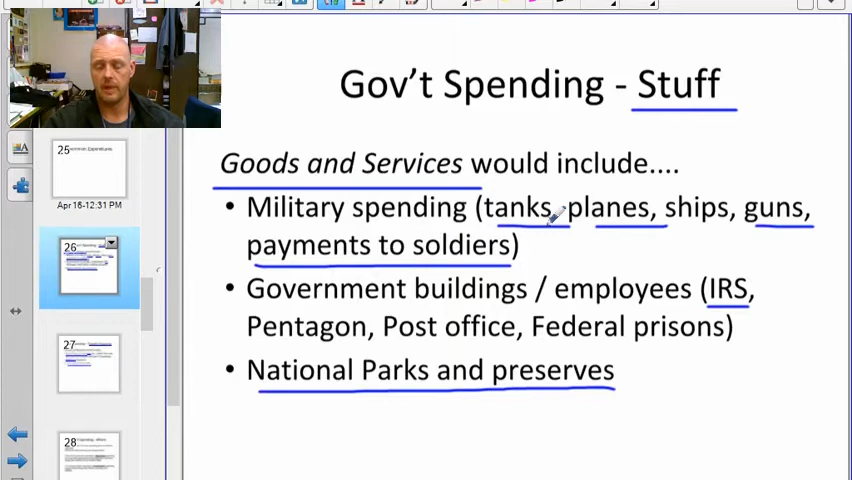 Gov't Spending - Stuff
Goods and Services would include....
• Military spending (tanks, planes, ships, guns,
payments to soldiers)
• Government buildings / employees (IRS,
Pentagon, Post office, Federal prisons)
• National Parks and preserves
25
Apr 16-12:31 PM
26
27
28